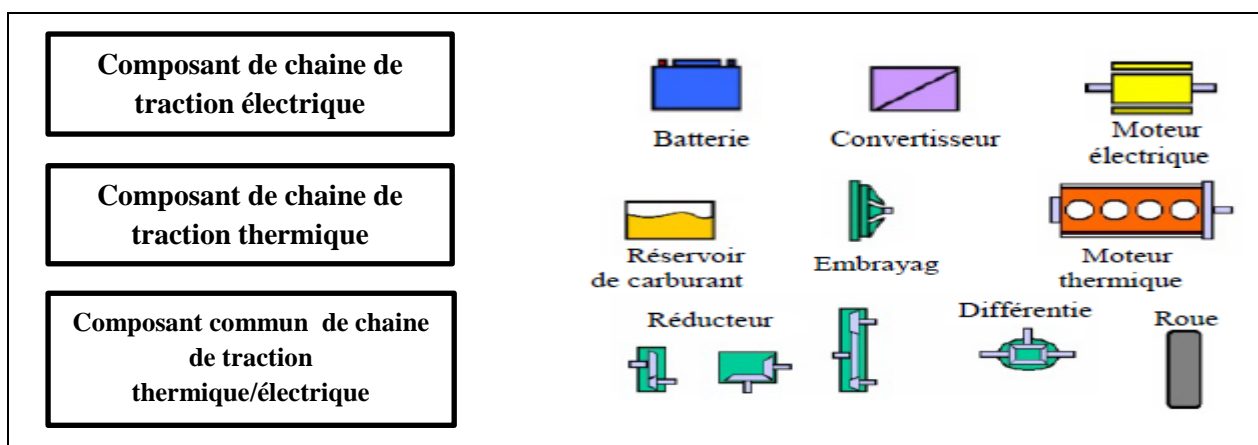 Composant de chaine de
traction électrique
Batterie
Convertisseur
Moteur
électrique
Composant de chaine de
traction thermique
Réservoir
de carburant
Embrayag
Moteur
thermique
Composant commun de chaine
de traction
thermique/électrique
Réducteur
Différentie
Roue